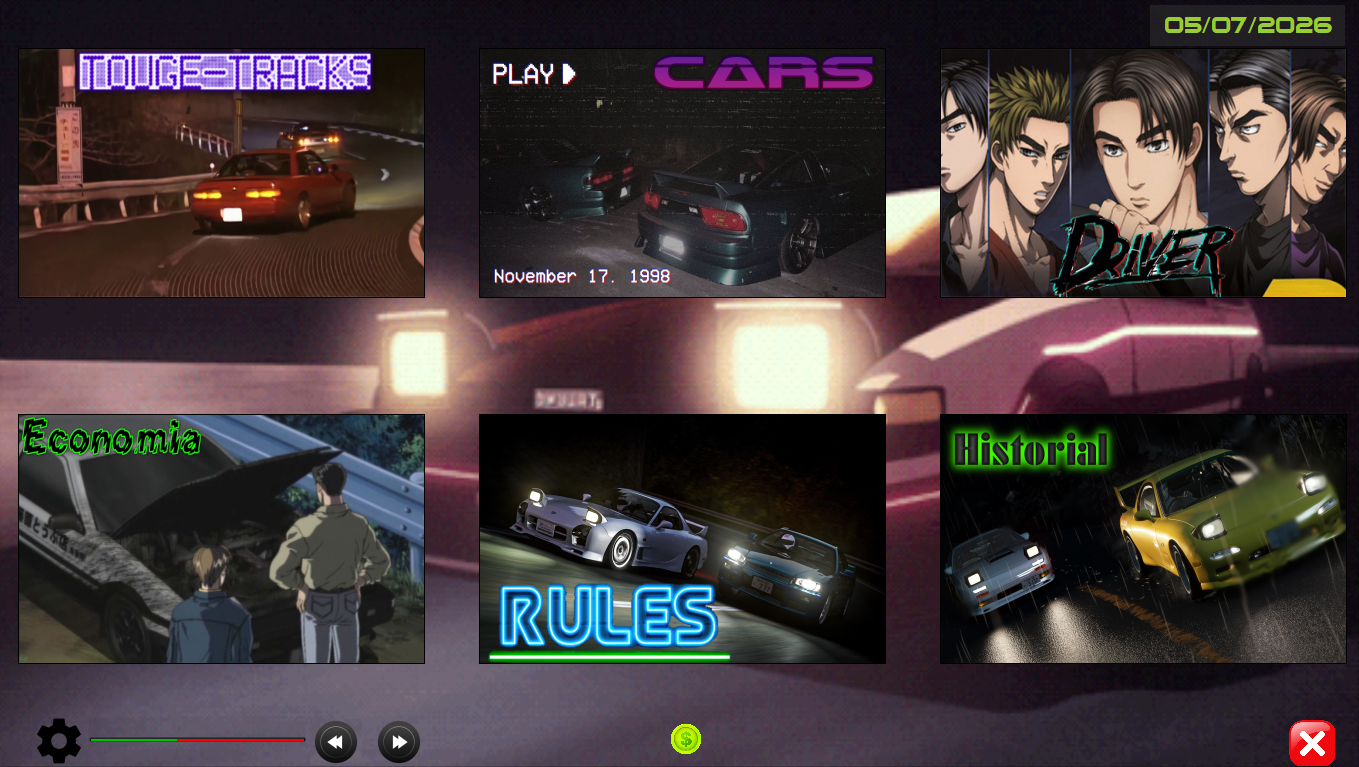 05/07/2026
TOUGE-TRACKS
PLAY
CARS
November 17. 1998
DRIVER
Economia
RULES
Historial
$